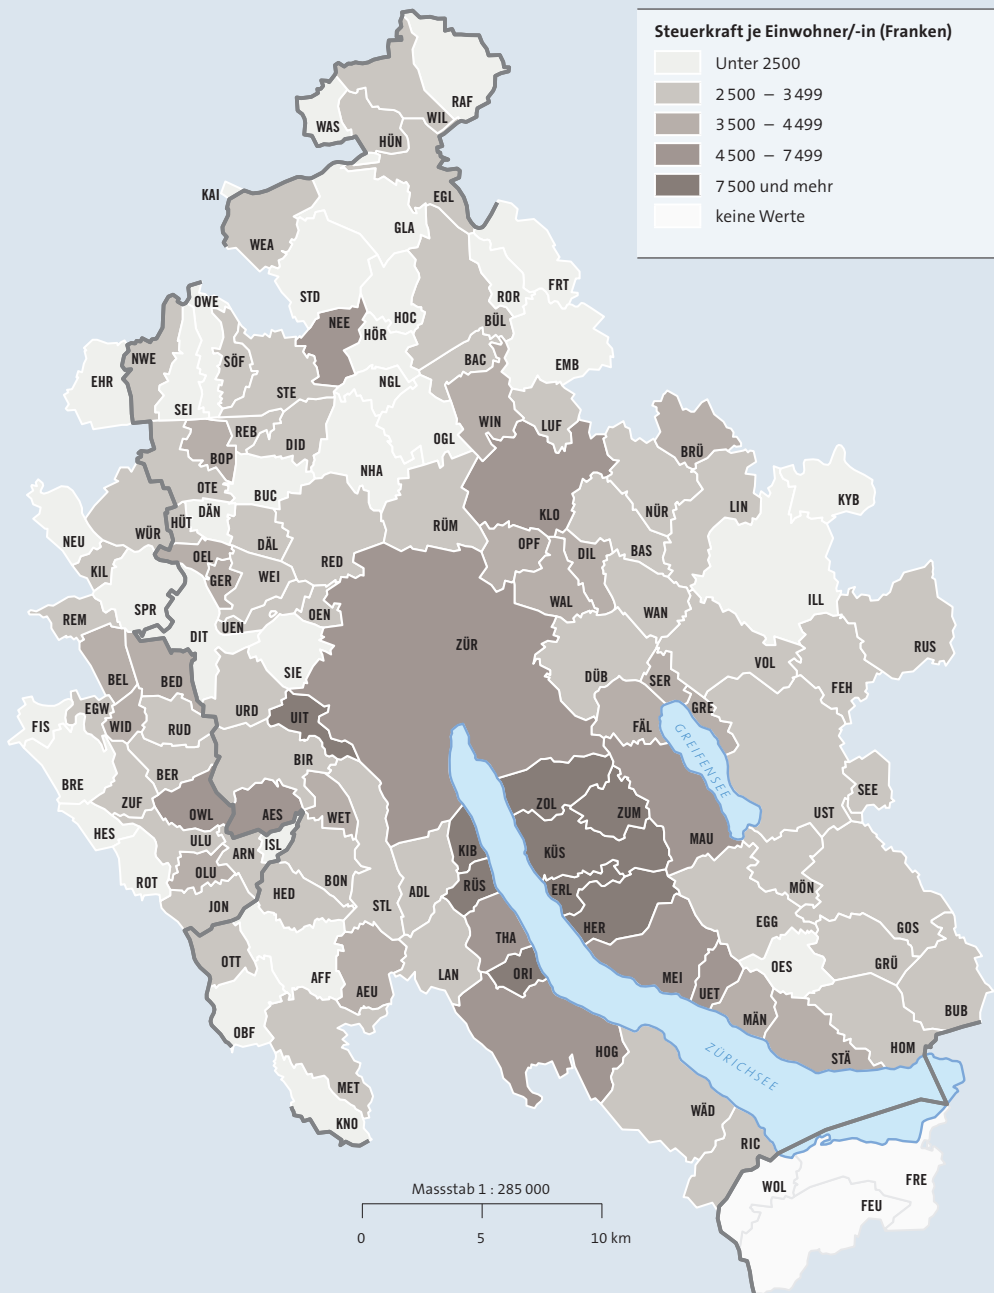 Steuerkraft je Einwohner/-in (Franken)
Unter 2500
2 500 – 3 499
3 500 – 4 499
4 500 – 7 499
7 500 und mehr
keine Werte
RAF
WIL
WAS
HÜN
KAI
EGL
GLA
WEA
FRT
STD
ROR
OWE
HOC
BÜL
NEE
HÖR
NWE
SÖF
BAC
EMB
EHR
NGL
STE
SEI
WIN
LUF
REB
OGL
DID
BRÜ
BOP
NHA
OTE
BUC
KYB
LIN
DÄN
NÜR
KLO
HÜT
RÜM
WÜR
NEU
DÄL
OPF
BAS
DIL
OEL
RED
KIL
GER
WEI
ILL
WAL
SPR
OEN
WAN
REM
UEN
DIT
ZÜR
RUS
VOL
SIE
DÜB
BEL
BED
SER
FEH
EGW
URD
GRE
UIT
FIS
WID
RUD
FÄL
GREIFENSEE
BIR
BER
BRE
SEE
ZUF
ZOL
OWL
AES
WET
ZUM
UST
HES
ULU
ISL
MAU
ARN
KIB
KÜS
OLU
ROT
BON
RÜS
MÖN
HED
ADL
ERL
JON
STL
EGG
HER
GOS
THA
OTT
OES
GRÜ
AFF
LAN
ORI
MEI
AEU
UET
BUB
MÄN
OBF
HOM
HOG
STÄ
ZÜRICHSEE
MET
WÄD
KNO
RIC
FRE
WOL
FEU
Massstab 1 : 285 000
0 5 10 km